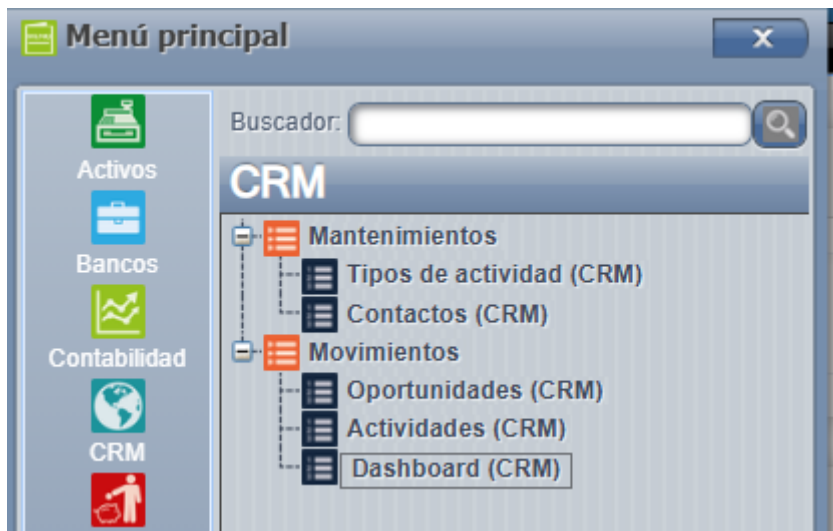 Menú principal
x
Activos
Bancos
Contabilidad
CRM
Buscador:
CRM
Mantenimientos
Tipos de actividad (CRM)
Contactos (CRM)
Movimientos
Oportunidades (CRM)
Actividades (CRM)
Dashboard (CRM)